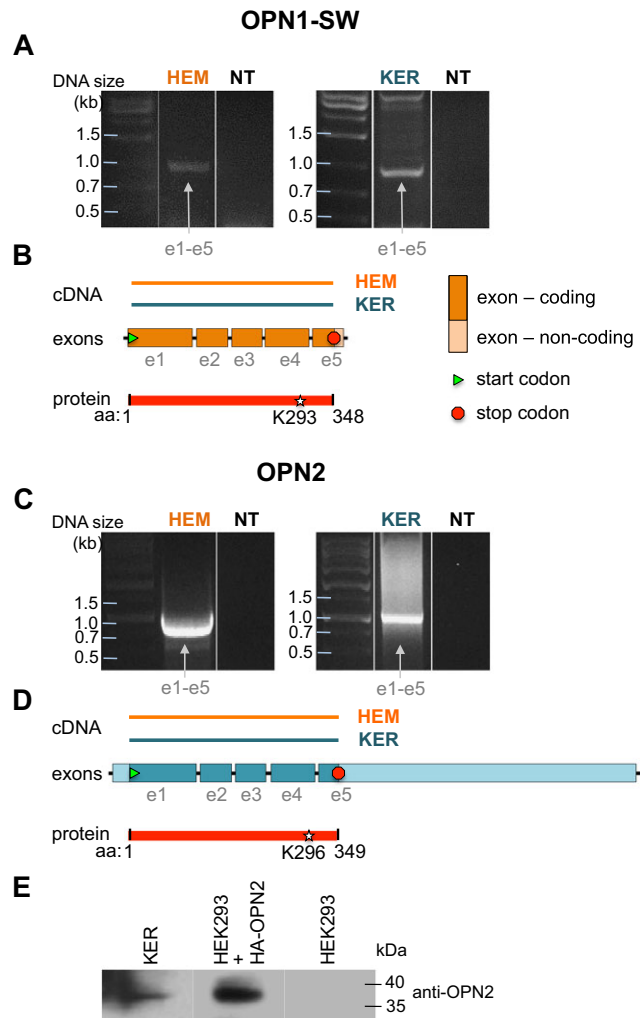 OPN1-SW
A
DNA size (kb) HEM NT KER NT
1.5 1.5
1.0 1.0
0.7 0.7
0.5 0.5
e1-e5 e1-e5
B
cDNA HEM
KER
exons
e1 e2 e3 e4 e5
protein
aa: 1 K293 348
exon – coding
exon – non-coding
start codon
stop codon
OPN2
C
DNA size (kb) HEM NT KER NT
1.5 1.5
1.0 1.0
0.7 0.7
0.5 0.5
e1-e5 e1-e5
D
cDNA HEM
KER
exons
e1 e2 e3 e4 e5
protein
aa: 1 K296 349
E
KER
HEK293 + HA-OPN2
HEK293
kDa
40
35
anti-OPN2